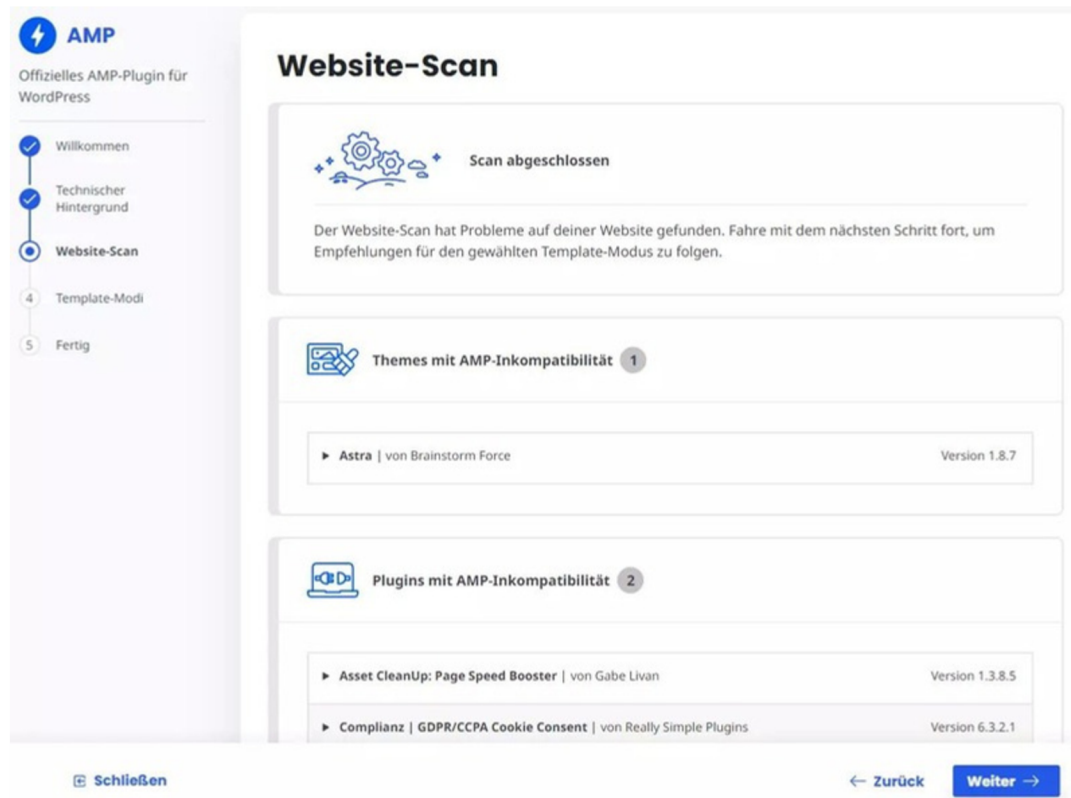 AMP
Offizielles AMP-Plugin für
WordPress
Willkommen
Technischer
Hintergrund
Website-Scan
4 Template-Modi
5 Fertig
Website-Scan
Scan abgeschlossen
Der Website-Scan hat Probleme auf deiner Website gefunden. Fahre mit dem nächsten Schritt fort, um
Empfehlungen für den gewählten Template-Modus zu folgen.
Themes mit AMP-Inkompatibilität 1
Astra | von Brainstorm Force Version 1.8.7
Plugins mit AMP-Inkompatibilität 2
Asset CleanUp: Page Speed Booster | von Gabe Livan Version 1.3.8.5
Complianz | GDPR/CCPA Cookie Consent | von Really Simple Plugins Version 6.3.2.1
Schließen
← Zurück
Weiter →